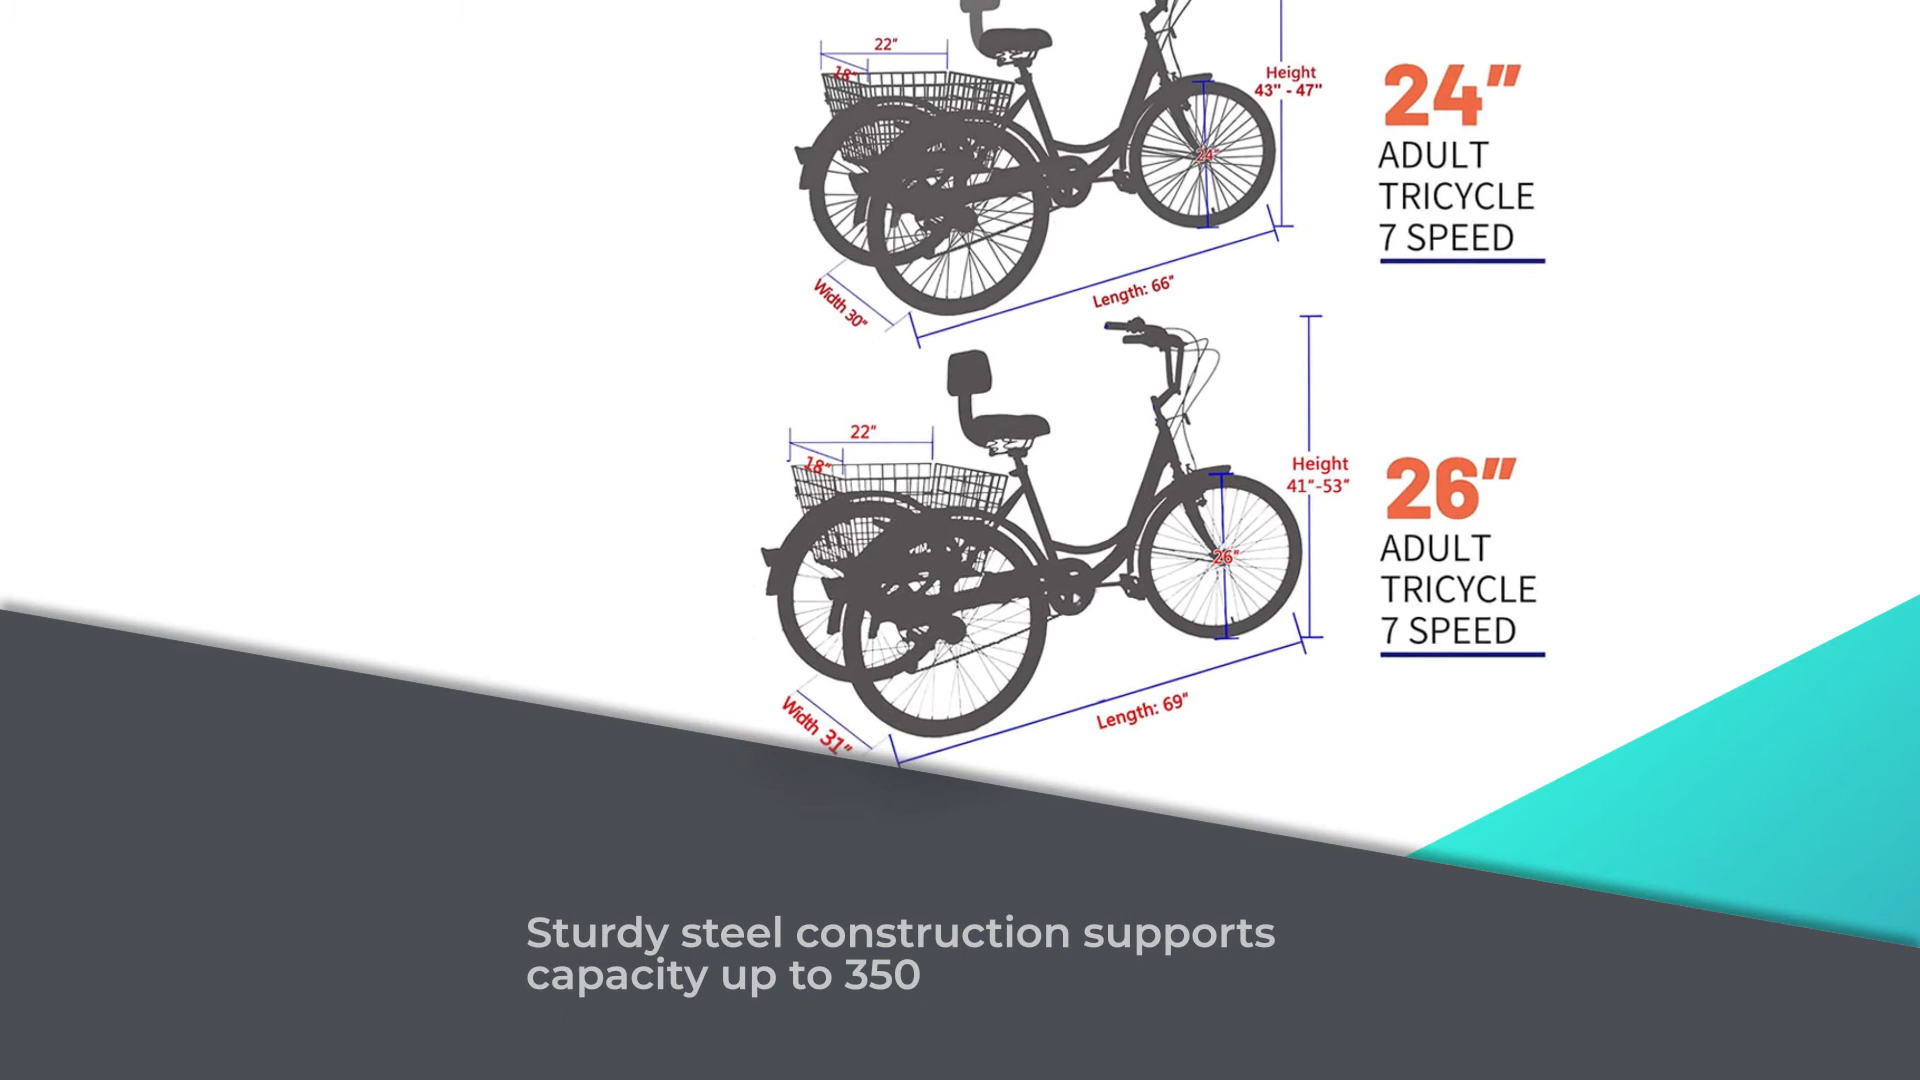 22"
18"
Height
43" - 47"
24"
24"
ADULT
TRICYCLE
7 SPEED
Width 30"
Length: 66"
22"
18"
Height
41"-53"
26"
26"
ADULT
TRICYCLE
7 SPEED
Width 31"
Length: 69"
Sturdy steel construction supports
capacity up to 350